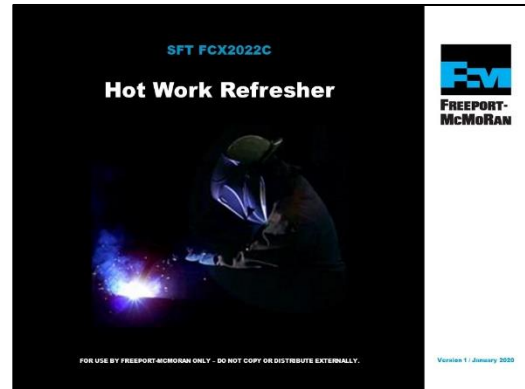 SFT FCX2022C
Hot Work Refresher
FM
FREEPORT-
McMoRAN
FOR USE BY FREEPORT-MCMORAN ONLY – DO NOT COPY OR DISTRIBUTE EXTERNALLY.
Version 1 / January 2020